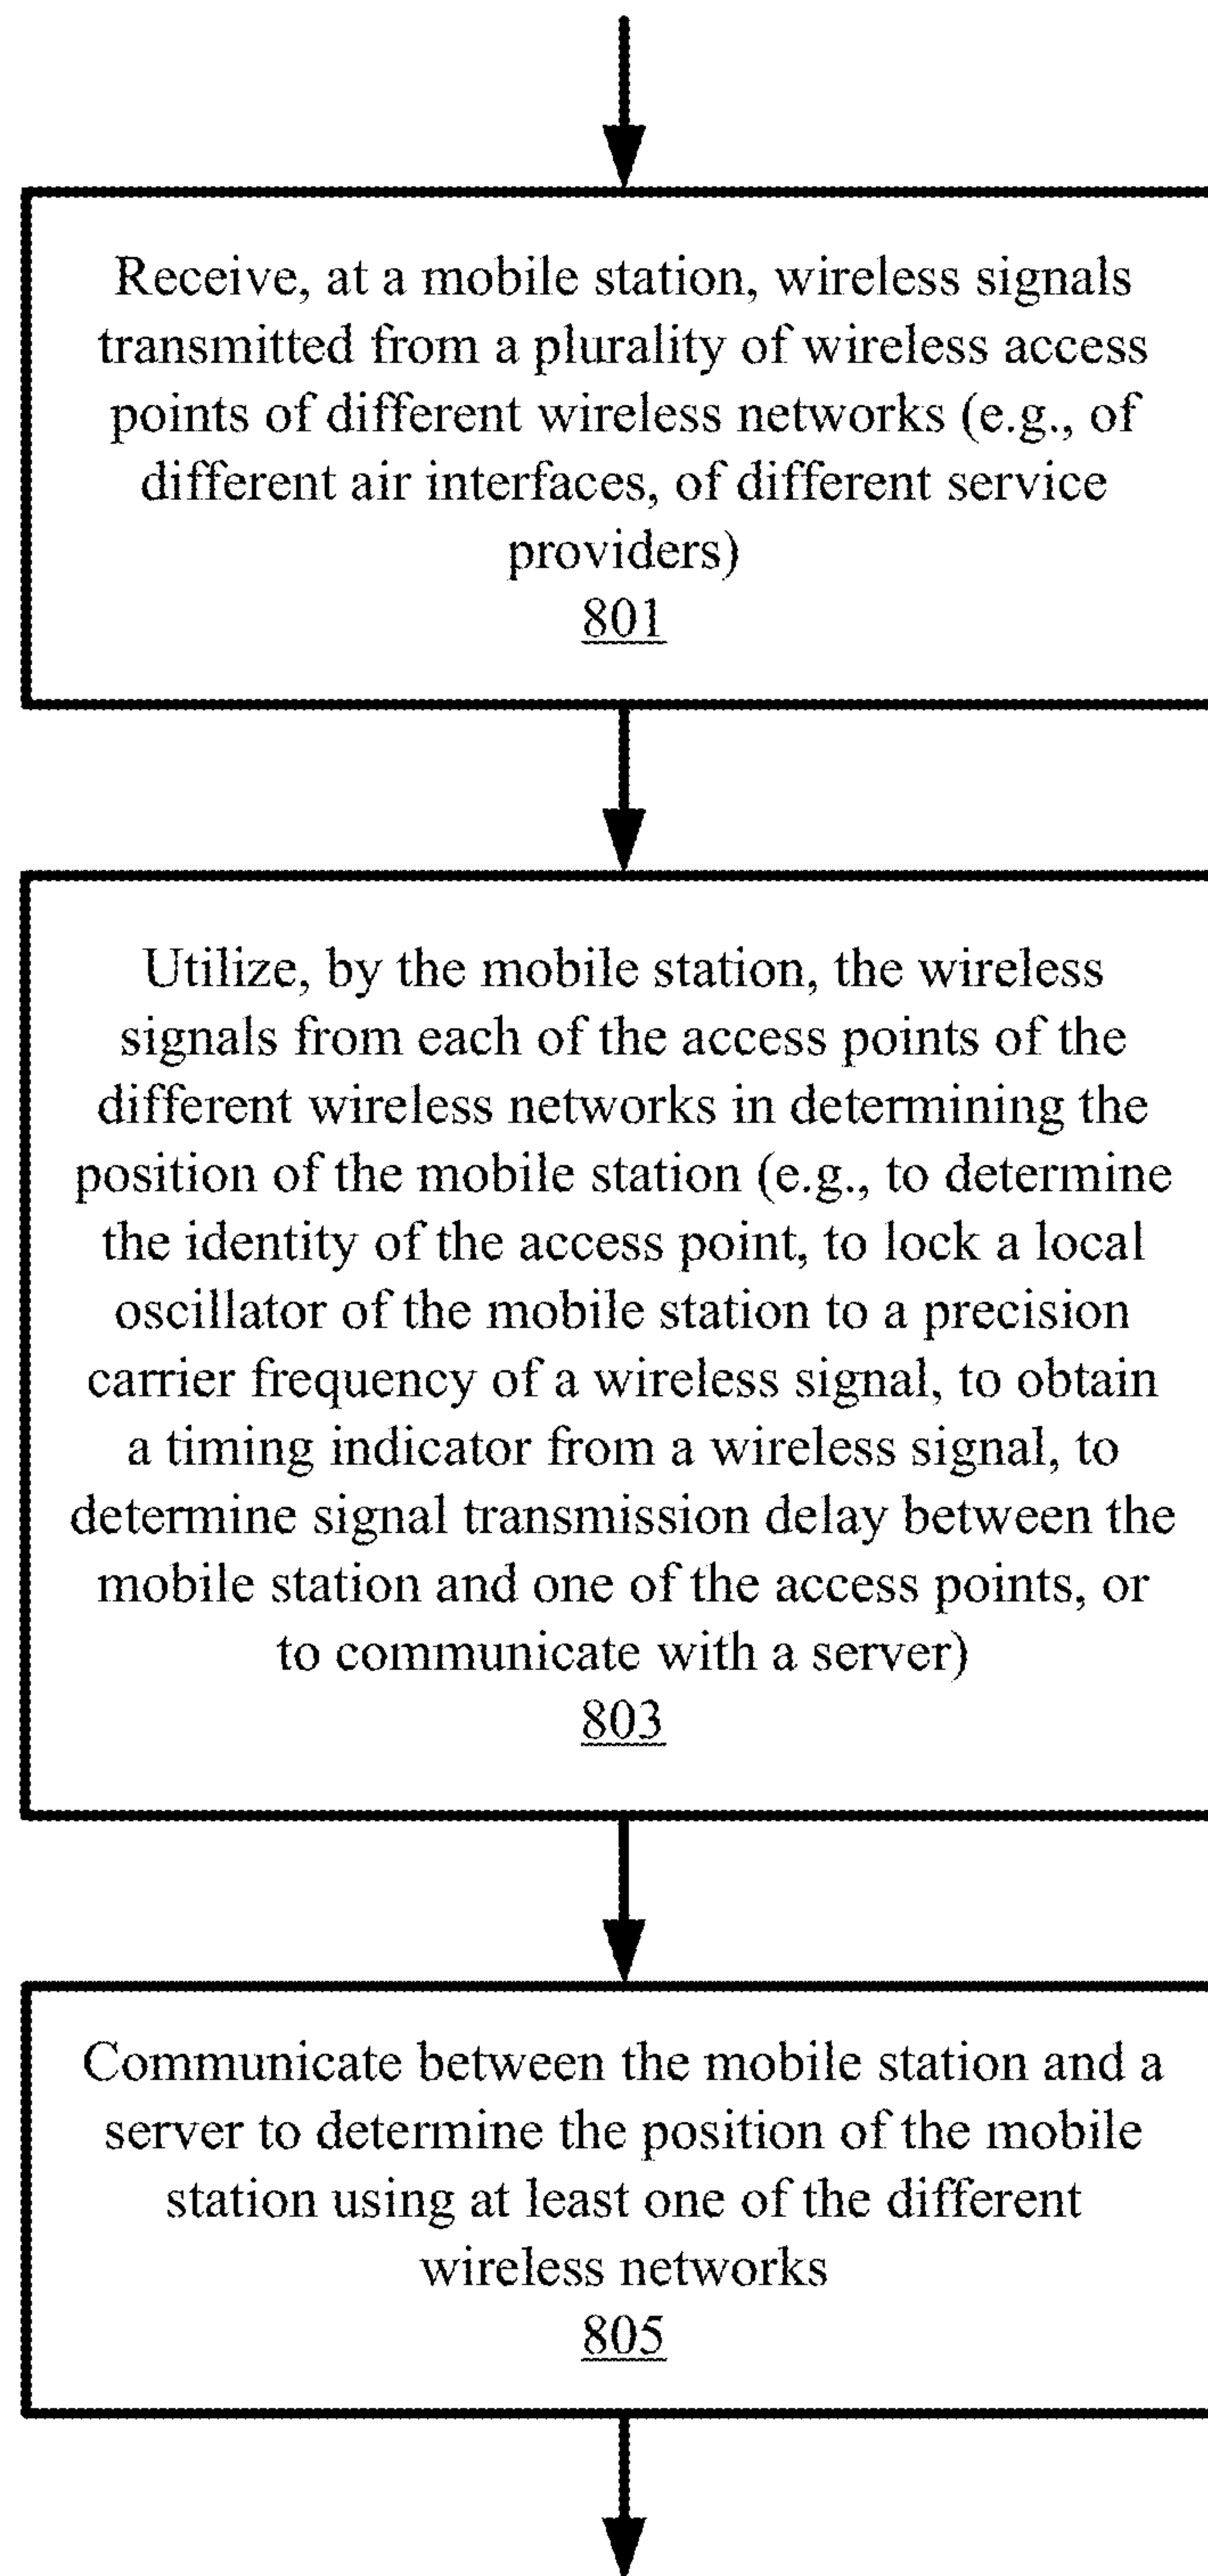 Receive, at a mobile station, wireless signals
transmitted from a plurality of wireless access
points of different wireless networks (e.g., of
different air interfaces, of different service
providers)
801
Utilize, by the mobile station, the wireless
signals from each of the access points of the
different wireless networks in determining the
position of the mobile station (e.g., to determine
the identity of the access point, to lock a local
oscillator of the mobile station to a precision
carrier frequency of a wireless signal, to obtain
a timing indicator from a wireless signal, to
determine signal transmission delay between the
mobile station and one of the access points, or
to communicate with a server)
803
Communicate between the mobile station and a
server to determine the position of the mobile
station using at least one of the different
wireless networks
805